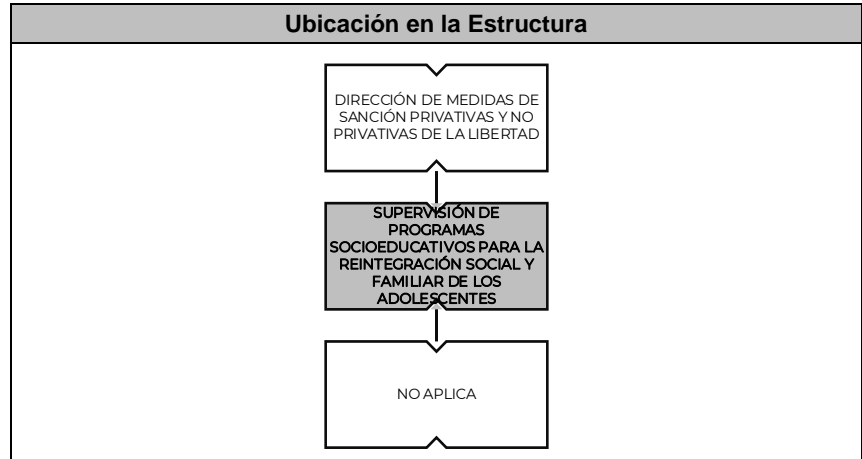 Ubicación en la Estructura
DIRECCIÓN DE MEDIDAS DE
SANCIÓN PRIVATIVAS Y NO
PRIVATIVAS DE LA LIBERTAD
SUPERVISIÓN DE
PROGRAMAS
SOCIOEDUCATIVOS PARA LA
REINTEGRACIÓN SOCIAL Y
FAMILIAR DE LOS
ADOLESCENTES
NO APLICA